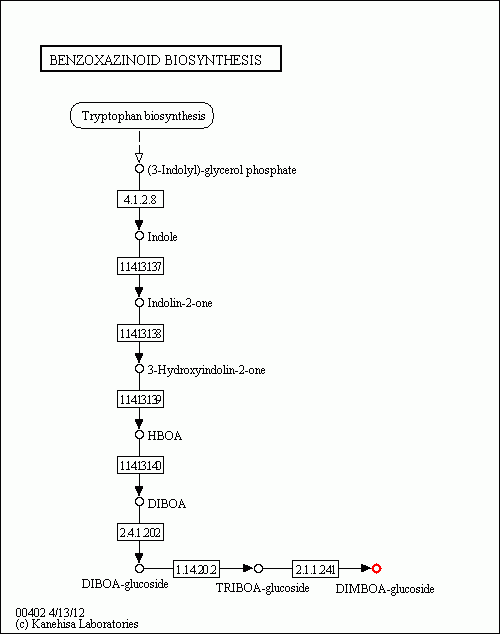 BENZOXAZINOID BIOSYNTHESIS
Tryptophan biosynthesis
(3-Indolyl)-glycerol phosphate
4.1.2.8
Indole
1.14.13.137
Indolin-2-one
1.14.13.138
3-Hydroxyindolin-2-one
1.14.13.139
HBOA
1.14.13.140
DIBOA
2.4.1.202
1.14.20.2
2.1.1.241
DIBOA-glucoside
TRIBOA-glucoside
DIMBOA-glucoside
00402 4/13/12
(c) Kanehisa Laboratories